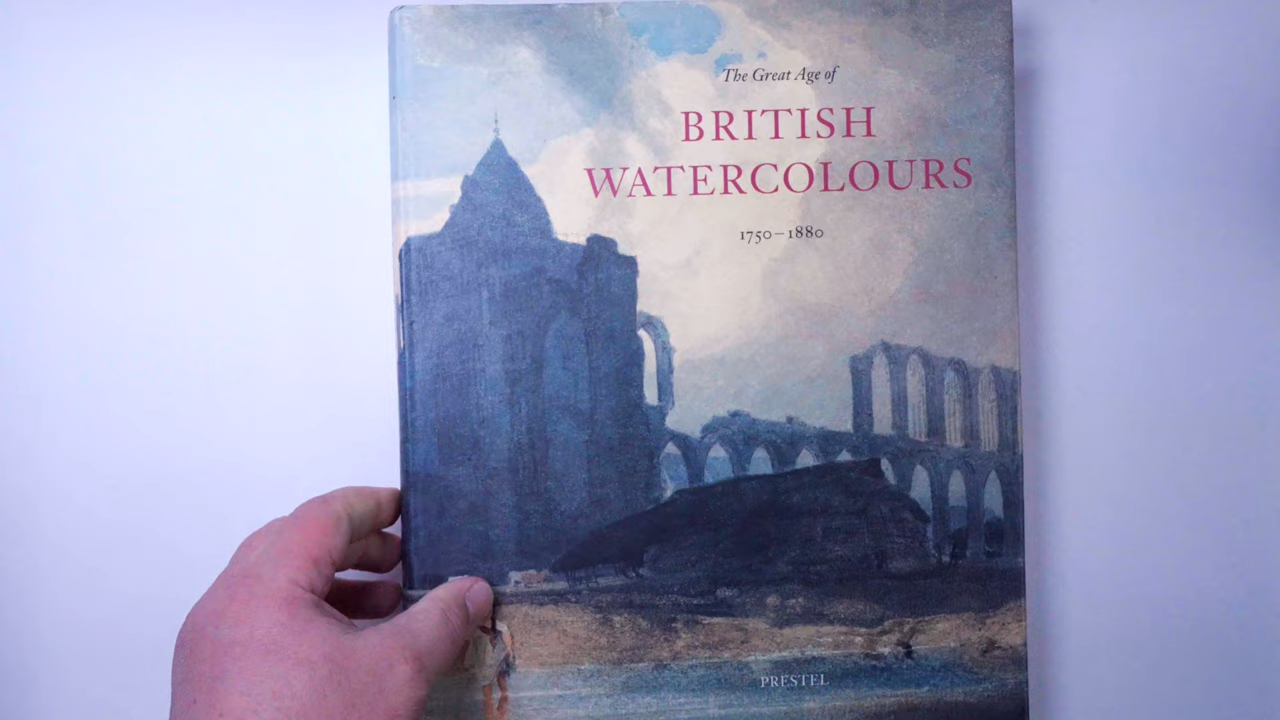 The Great Age of
BRITISH
WATERCOLOURS
1750–1880
PRESTEL